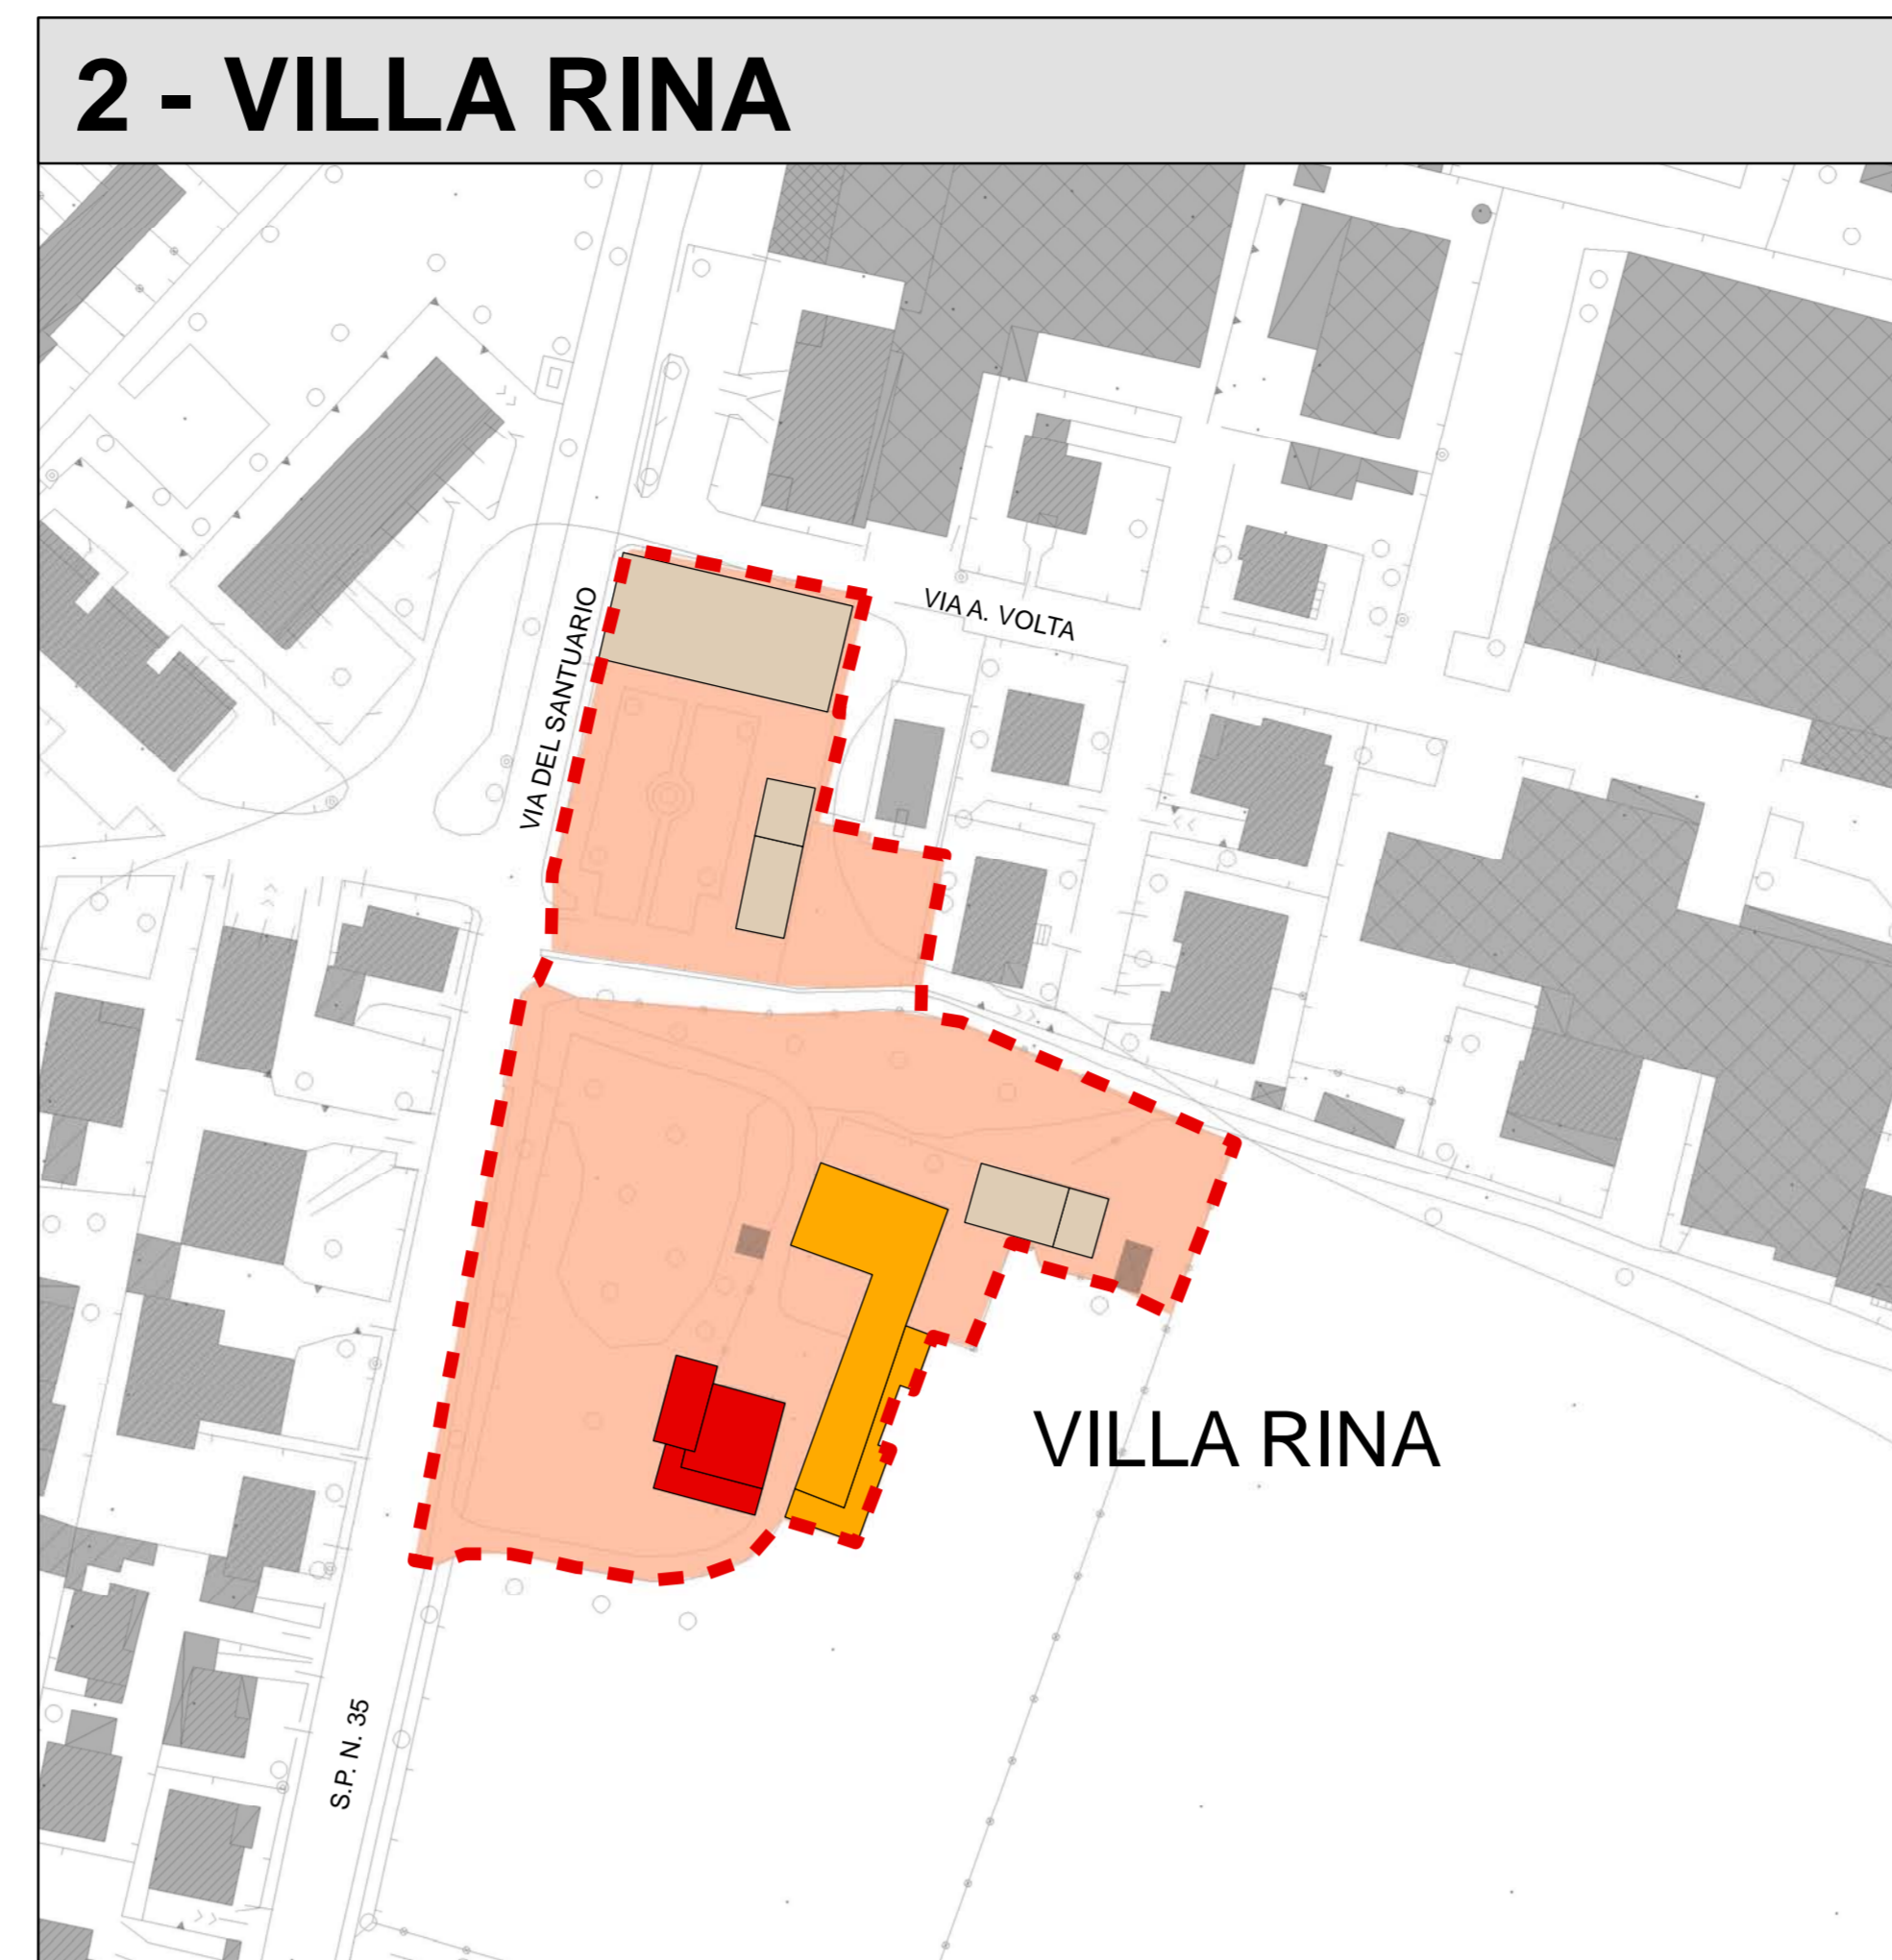 2 - VILLA RINA
VIA A. VOLTA
VIA DEL SANTUARIO
VILLA RINA
S.P. N. 35